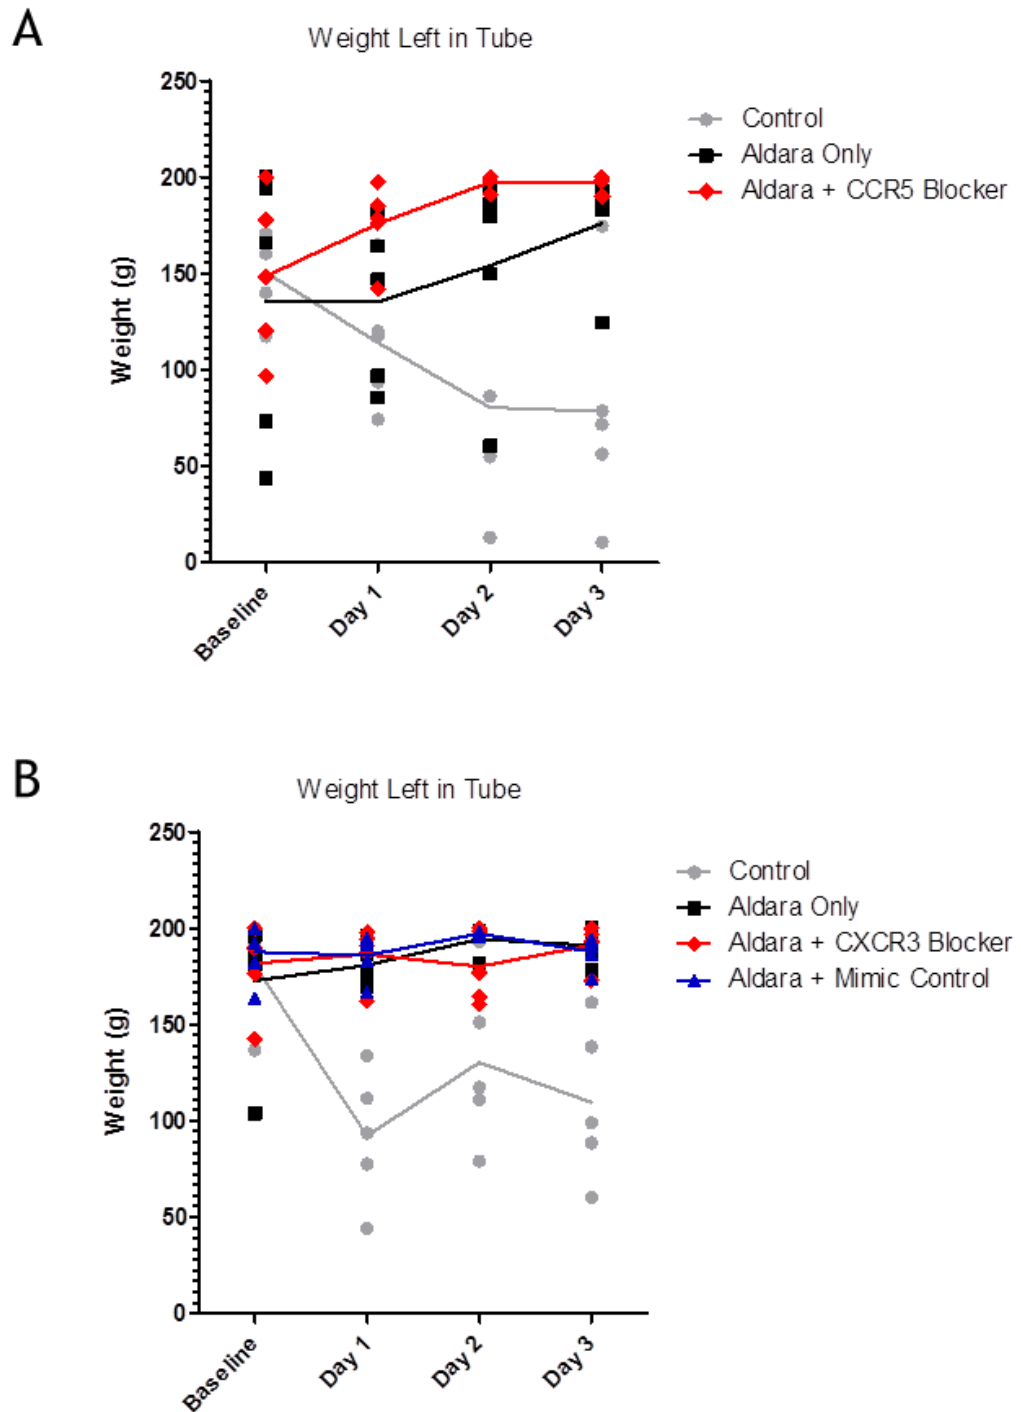 A
Weight Left in Tube
250
200
150
100
50
0
Weight (g)
Baseline
Day 1
Day 2
Day 3
Control
Aldara Only
Aldara + CCR5 Blocker
B
Weight Left in Tube
250
200
150
100
50
0
Weight (g)
Baseline
Day 1
Day 2
Day 3
Control
Aldara Only
Aldara + CXCR3 Blocker
Aldara + Mimic Control